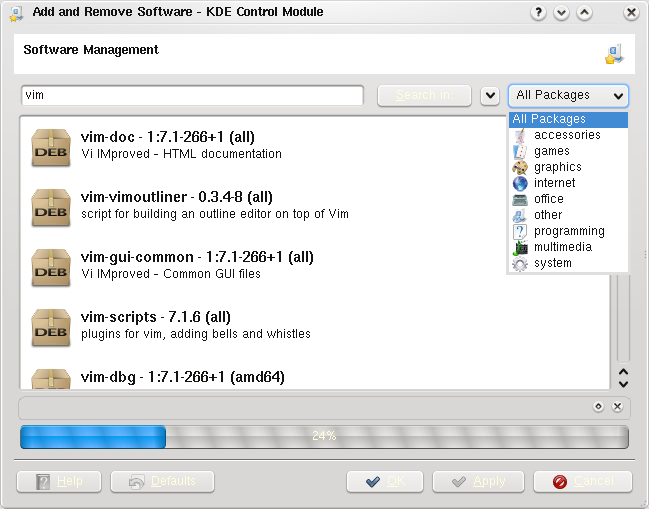 Add and Remove Software - KDE Control Module
Software Management
vim
Search in:
All Packages
All Packages
accessories
games
graphics
internet
office
other
programming
multimedia
system
DEB
vim-doc - 1:7.1-266+1 (all)
Vi IMproved - HTML documentation
DEB
vim-vimoutliner - 0.3.4-8 (all)
script for building an outline editor on top of Vim
DEB
vim-gui-common - 1:7.1-266+1 (all)
Vi IMproved - Common GUI files
DEB
vim-scripts - 7.1.6 (all)
plugins for vim, adding bells and whistles
vim-dbg - 1:7.1-266+1 (amd64)
24%
Help
Defaults
OK
Apply
Cancel